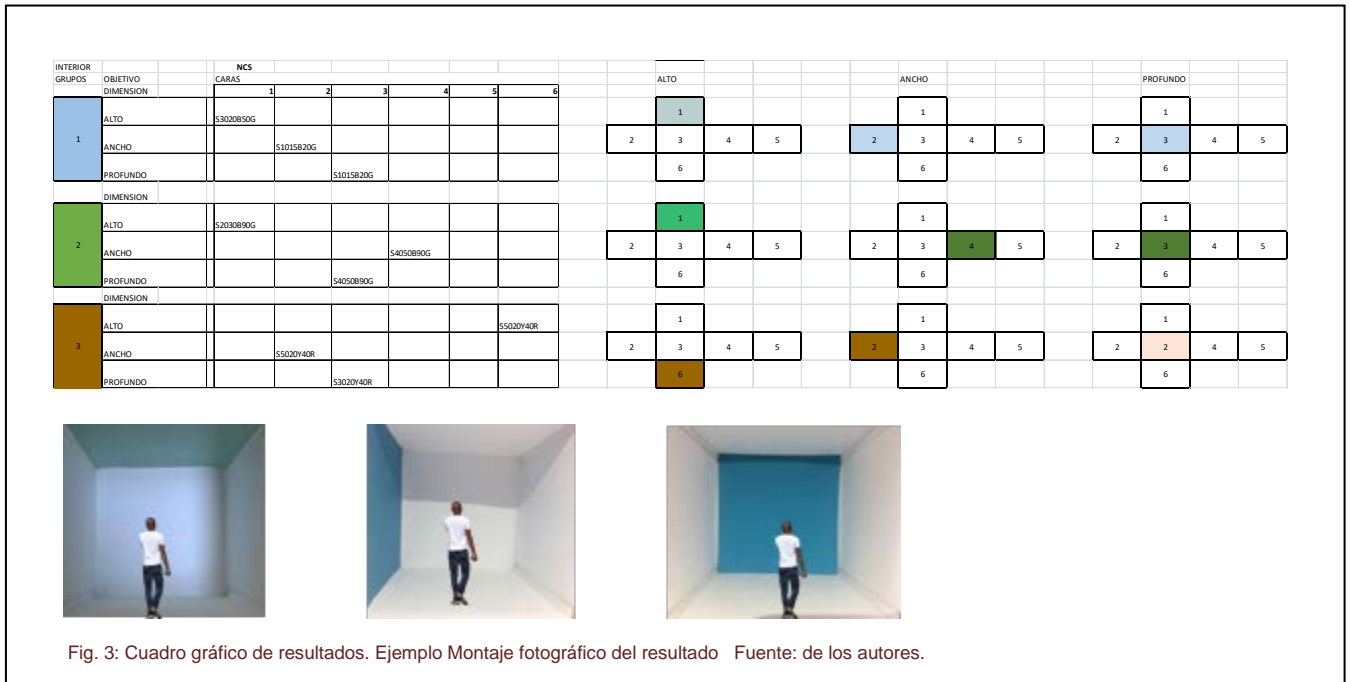 INTERIOR NCS
GRUPOS OBJETIVO CARAS ALTO ANCHO PROFUNDO
DIMENSION 1 2 3 4 5 6
ALTO S3020B50G 1 1 1
1 ANCHO S1015B20G 2 3 4 5 2 3 4 5 2 3 4 5
PROFUNDO S1015B20G 6 6 6
DIMENSION
ALTO S2030B90G 1 1 1
2 ANCHO S4050B90G 2 3 4 5 2 3 4 5 2 3 4 5
PROFUNDO S4050B90G 6 6 6
DIMENSION
ALTO S5020Y40R 1 1 1
3 ANCHO S5020Y40R 2 3 4 5 2 3 4 5 2 2 4 5
PROFUNDO S3020Y40R 6 6 6
Fig. 3: Cuadro gráfico de resultados. Ejemplo Montaje fotográfico del resultado Fuente: de los autores.